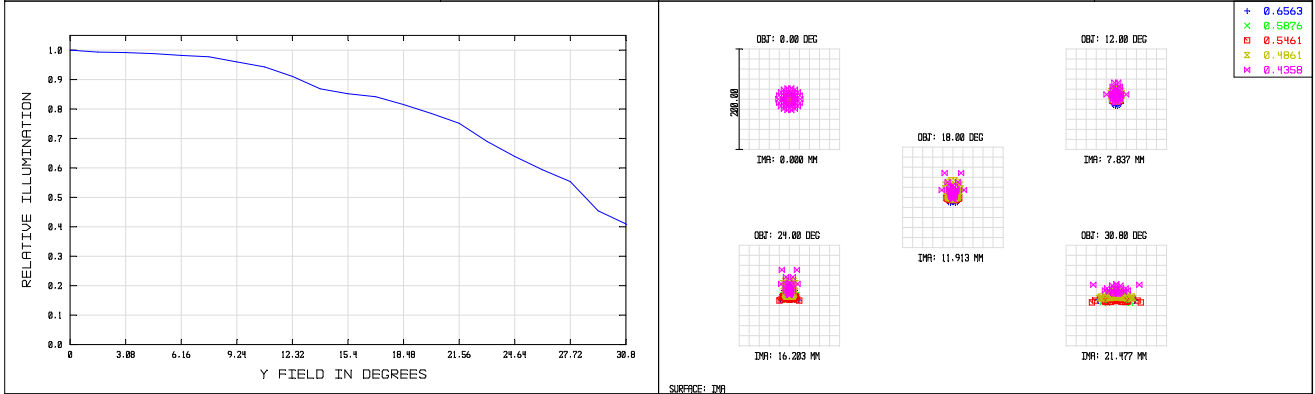 RELATIVE ILLUMINATION
1.0
0.9
0.8
0.7
0.6
0.5
0.4
0.3
0.2
0.1
0.0
0
3.08
6.16
9.24
12.32
15.4
18.48
21.56
24.64
27.72
30.8
Y FIELD IN DEGREES
0.6563
0.5876
0.5461
0.4861
0.4358
OBJ: 0.00 DEG
200.00
IMA: 0.000 MM
OBJ: 12.00 DEG
IMA: 7.837 MM
OBJ: 18.00 DEG
IMA: 11.913 MM
OBJ: 24.00 DEG
IMA: 16.203 MM
OBJ: 30.80 DEG
IMA: 21.477 MM
SURFACE: IMA